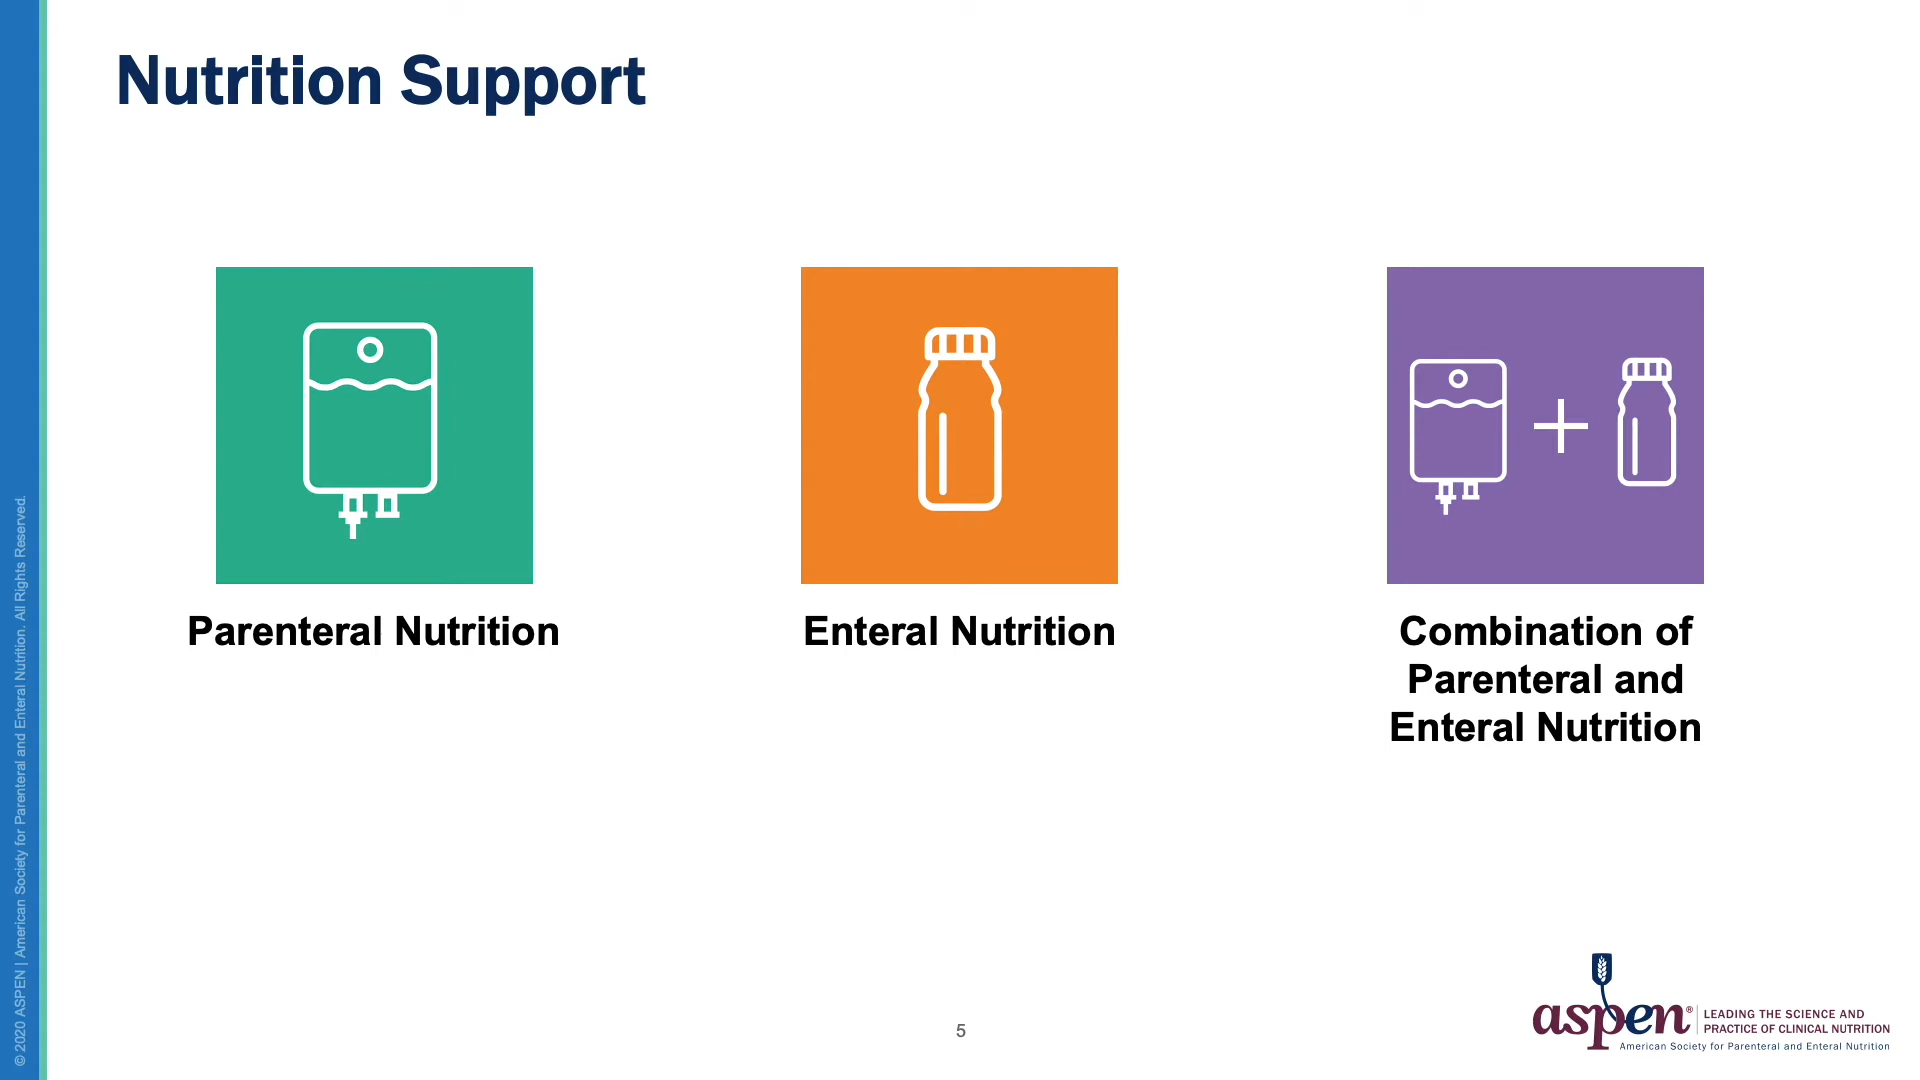 Nutrition Support
Parenteral Nutrition
Enteral Nutrition
Combination of
Parenteral and
Enteral Nutrition
© 2020 ASPEN | American Society for Parenteral and Enteral Nutrition. All Rights Reserved.
5
aspen®
LEADING THE SCIENCE AND
PRACTICE OF CLINICAL NUTRITION
American Society for Parenteral and Enteral Nutrition